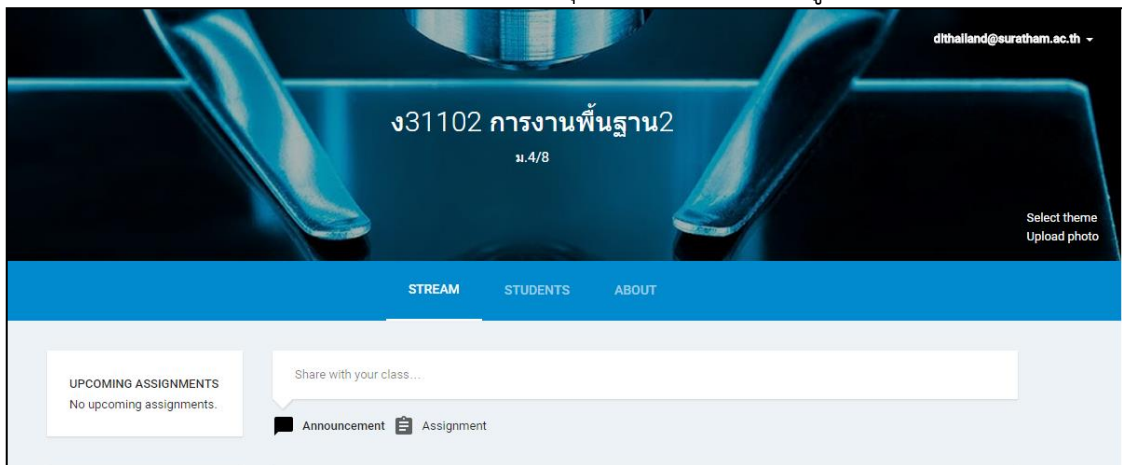 dlthailand@suratham.ac.th
ง31102 การงานพื้นฐาน2
ม.4/8
Select theme
Upload photo
STREAM STUDENTS ABOUT
UPCOMING ASSIGNMENTS
No upcoming assignments.
Share with your class...
Announcement Assignment